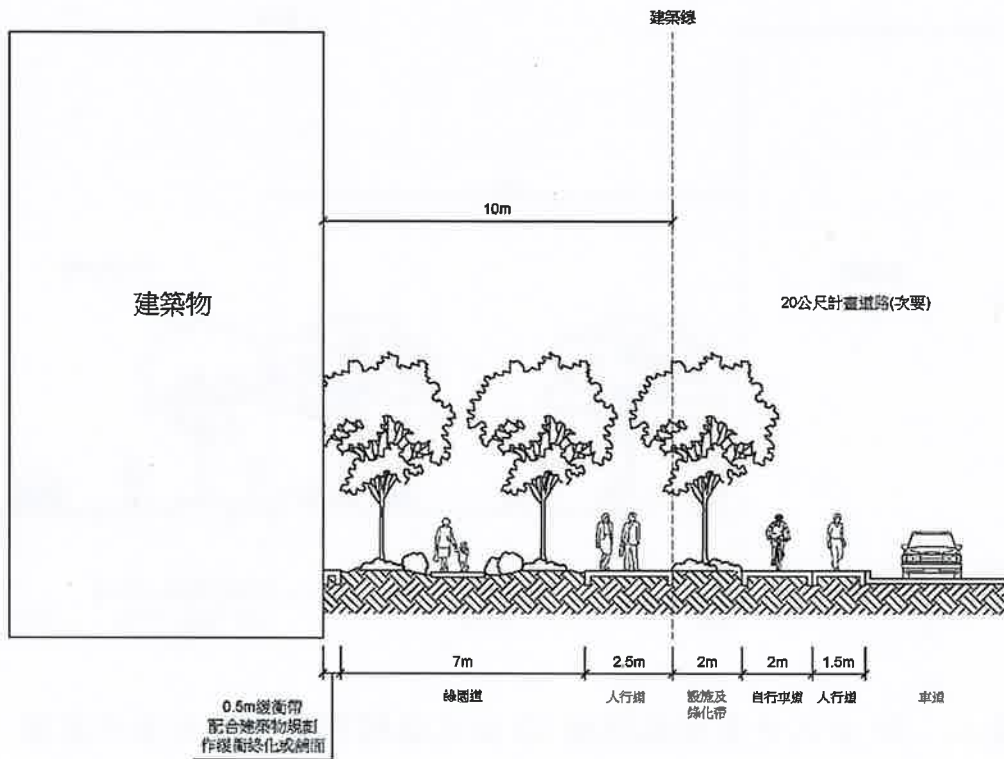 建築線
10m
建築物
20公尺計畫道路(次要)
7m
2.5m
2m
2m
1.5m
綠園道
人行道
設施及
綠化帶
自行車道
人行道
車道
0.5m緩衝帶
配合建築物規劃
作緩衝綠化或鋪面